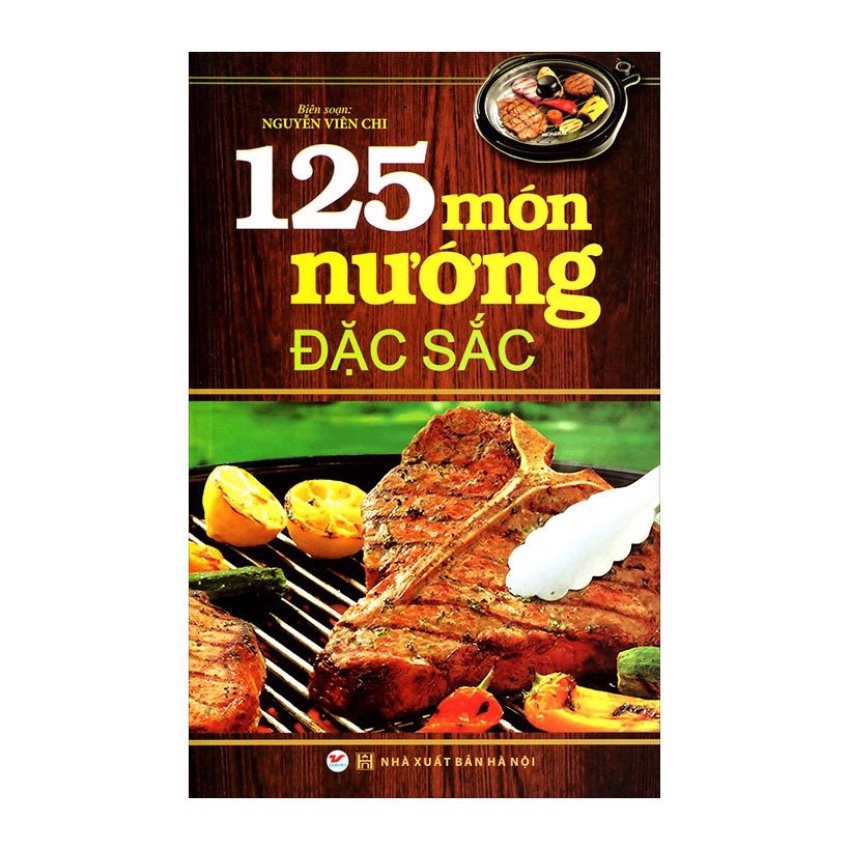 Biên soạn:
NGUYỄN VIÊN CHI
125 món
nướng
ĐẶC SẮC
NHÀ XUẤT BẢN HÀ NỘI